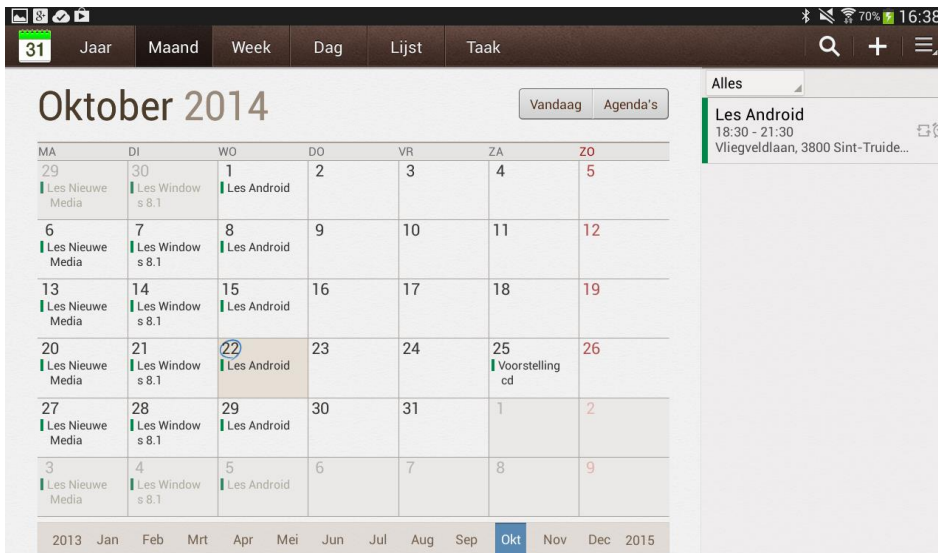 8+ 70% 16:38
31 Jaar Maand Week Dag Lijst Taak
Oktober 2014
Vandaag Agenda's
MA DI WO DO VR ZA ZO
29 30 1 2 3 4 5
Les Nieuwe Les Window Les Android
Media s 8.1
6 7 8 9 10 11 12
Les Nieuwe Les Window Les Android
Media s 8.1
13 14 15 16 17 18 19
Les Nieuwe Les Window Les Android
Media s 8.1
20 21 22 23 24 25 26
Les Nieuwe Les Window Les Android Voorstelling
Media s 8.1 cd
27 28 29 30 31 1 2
Les Nieuwe Les Window Les Android
Media s 8.1
3 4 5 6 7 8 9
Les Nieuwe Les Window Les Android
Media s 8.1
2013 Jan Feb Mrt Apr Mei Jun Jul Aug Sep Okt Nov Dec 2015
Alles
Les Android
18:30 - 21:30
Vliegveldlaan, 3800 Sint-Truide...